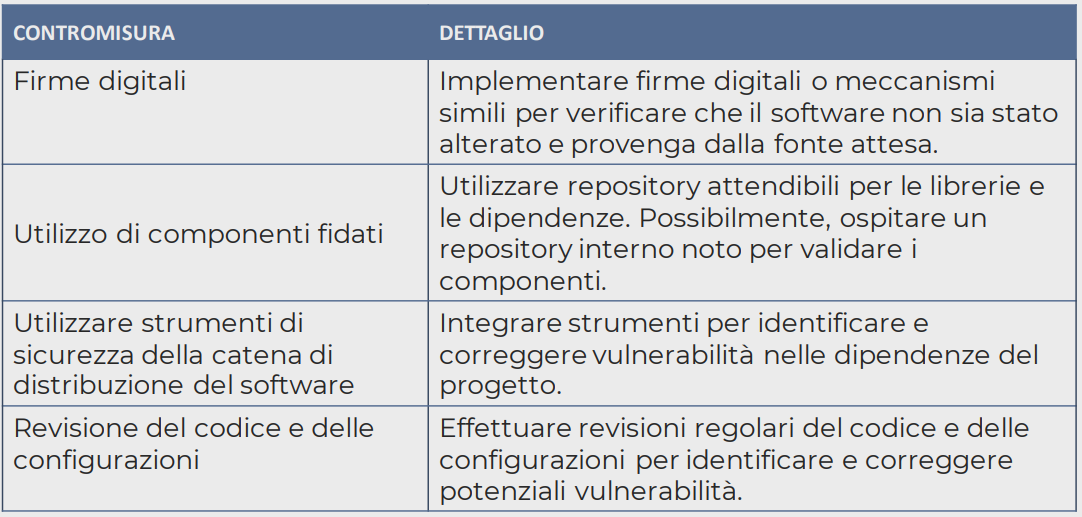 CONTROMISURA
DETTAGLIO
Firme digitali
Implementare firme digitali o meccanismi
simili per verificare che il software non sia stato
alterato e provenga dalla fonte attesa.
Utilizzo di componenti fidati
Utilizzare repository attendibili per le librerie e
le dipendenze. Possibilmente, ospitare un
repository interno noto per validare i
componenti.
Utilizzare strumenti di
sicurezza della catena di
distribuzione del software
Integrare strumenti per identificare e
correggere vulnerabilità nelle dipendenze del
progetto.
Revisione del codice e delle
configurazioni
Effettuare revisioni regolari del codice e delle
configurazioni per identificare e correggere
potenziali vulnerabilità.